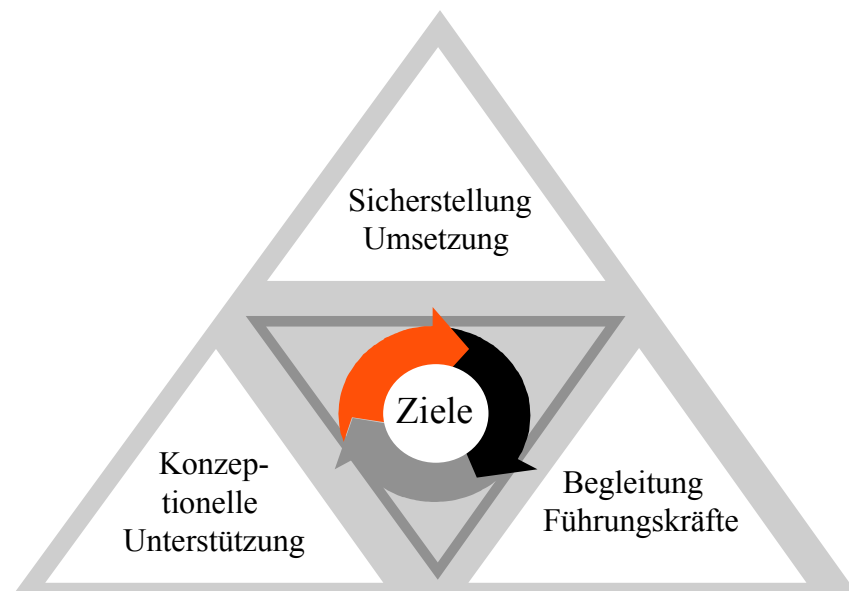 Sicherstellung
Umsetzung
Ziele
Konzep-
tionelle
Unterstützung
Begleitung
Führungskräfte